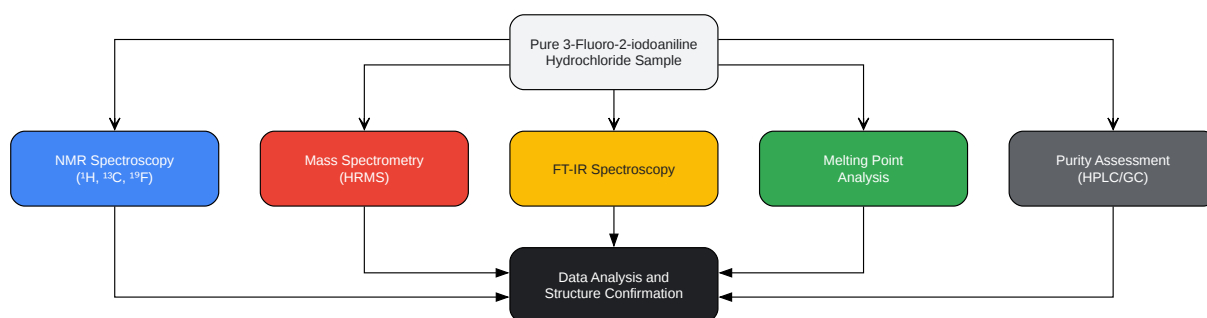 Pure 3-Fluoro-2-iodoaniline
Hydrochloride Sample
NMR Spectroscopy
(¹H, ¹³C, ¹⁹F)
Mass Spectrometry
(HRMS)
FT-IR Spectroscopy
Melting Point
Analysis
Purity Assessment
(HPLC/GC)
Data Analysis and
Structure Confirmation